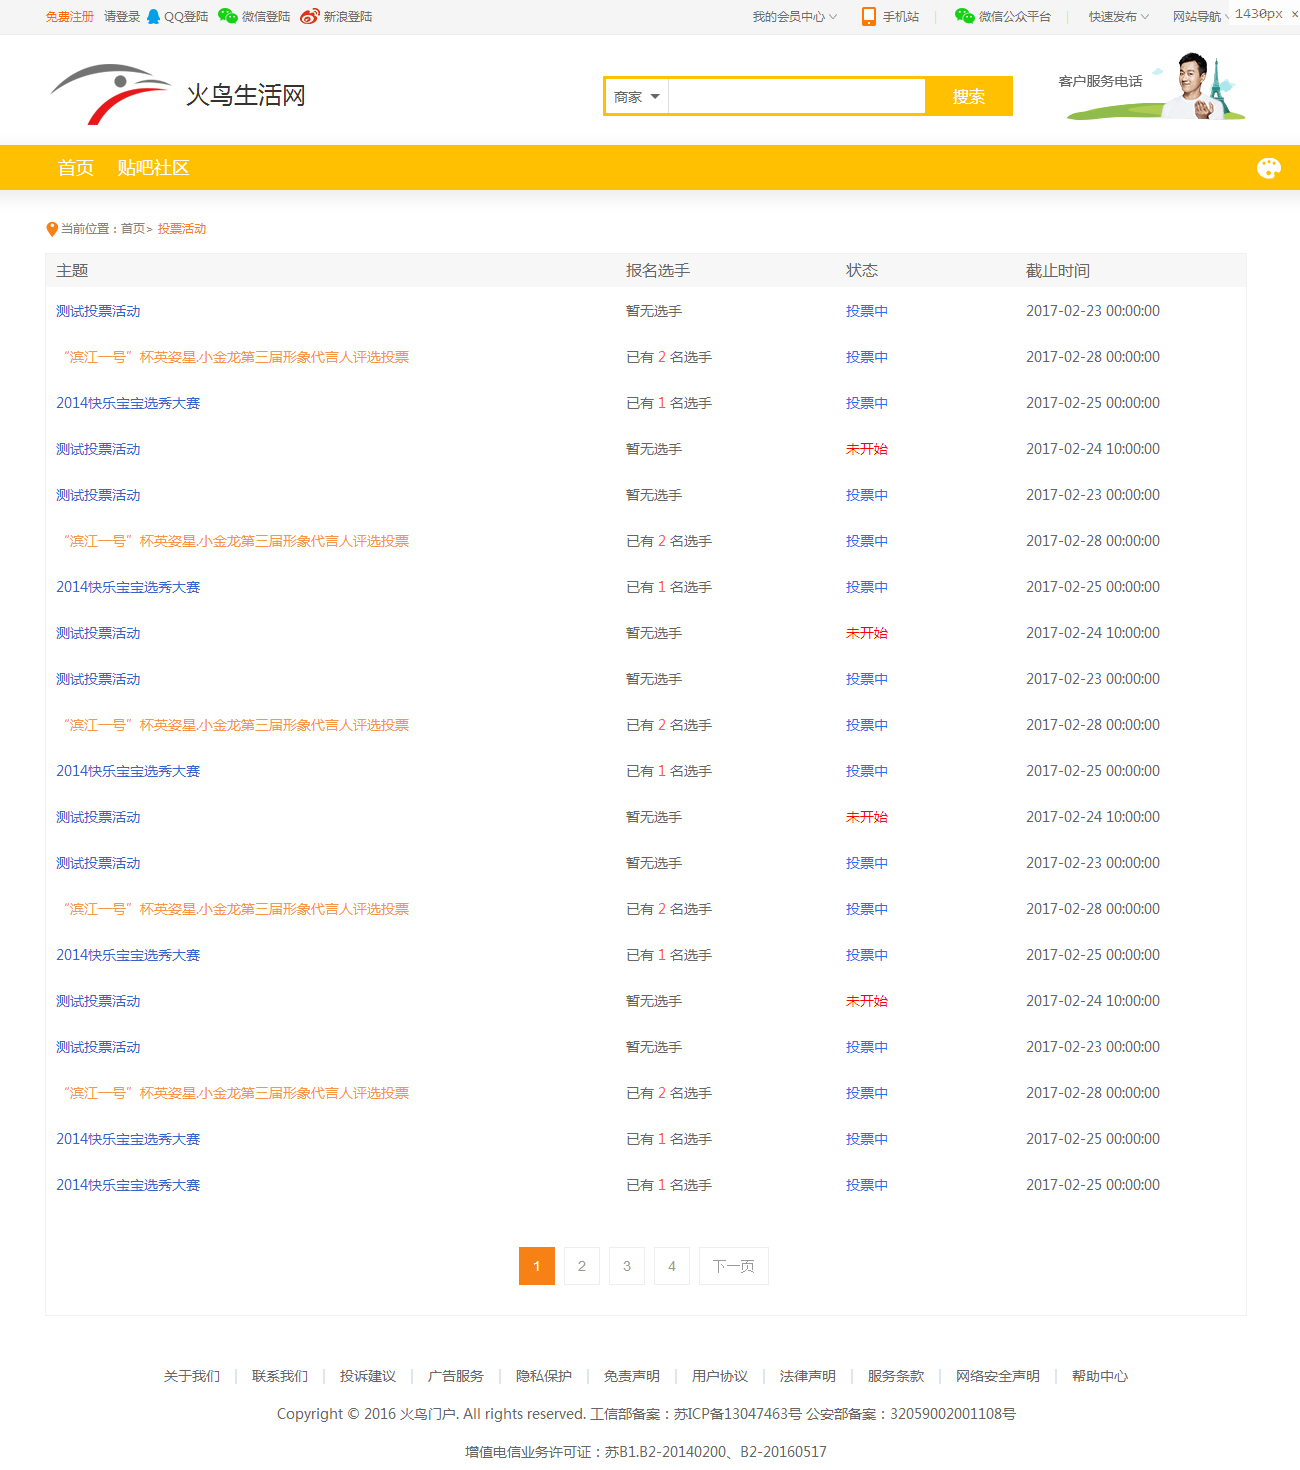 免费注册 请登录 QQ登陆 微信登陆 新浪登陆 我的会员中心 手机站 微信公众平台 快速发布 网站导航 1430px ×
火鸟生活网 商家 搜索 客户服务电话
首页 贴吧社区
当前位置：首页> 投票活动
主题 报名选手 状态 截止时间
测试投票活动 暂无选手 投票中 2017-02-23 00:00:00
“滨江一号”杯英姿星.小金龙第三届形象代言人评选投票 已有 2 名选手 投票中 2017-02-28 00:00:00
2014快乐宝宝选秀大赛 已有 1 名选手 投票中 2017-02-25 00:00:00
测试投票活动 暂无选手 未开始 2017-02-24 10:00:00
测试投票活动 暂无选手 投票中 2017-02-23 00:00:00
“滨江一号”杯英姿星.小金龙第三届形象代言人评选投票 已有 2 名选手 投票中 2017-02-28 00:00:00
2014快乐宝宝选秀大赛 已有 1 名选手 投票中 2017-02-25 00:00:00
测试投票活动 暂无选手 未开始 2017-02-24 10:00:00
测试投票活动 暂无选手 投票中 2017-02-23 00:00:00
“滨江一号”杯英姿星.小金龙第三届形象代言人评选投票 已有 2 名选手 投票中 2017-02-28 00:00:00
2014快乐宝宝选秀大赛 已有 1 名选手 投票中 2017-02-25 00:00:00
测试投票活动 暂无选手 未开始 2017-02-24 10:00:00
测试投票活动 暂无选手 投票中 2017-02-23 00:00:00
“滨江一号”杯英姿星.小金龙第三届形象代言人评选投票 已有 2 名选手 投票中 2017-02-28 00:00:00
2014快乐宝宝选秀大赛 已有 1 名选手 投票中 2017-02-25 00:00:00
测试投票活动 暂无选手 未开始 2017-02-24 10:00:00
测试投票活动 暂无选手 投票中 2017-02-23 00:00:00
“滨江一号”杯英姿星.小金龙第三届形象代言人评选投票 已有 2 名选手 投票中 2017-02-28 00:00:00
2014快乐宝宝选秀大赛 已有 1 名选手 投票中 2017-02-25 00:00:00
2014快乐宝宝选秀大赛 已有 1 名选手 投票中 2017-02-25 00:00:00
1 2 3 4 下一页
关于我们 联系我们 投诉建议 广告服务 隐私保护 免责声明 用户协议 法律声明 服务条款 网络安全声明 帮助中心
Copyright © 2016 火鸟门户. All rights reserved. 工信部备案：苏ICP备13047463号 公安部备案：32059002001108号
增值电信业务许可证：苏B1.B2-20140200、B2-20160517